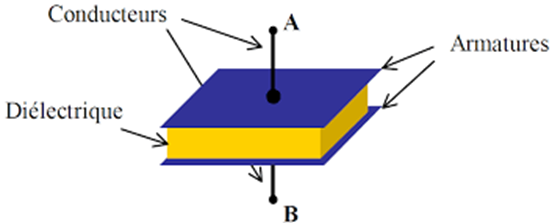 Conducteurs
A
Armatures
Diélectrique
B